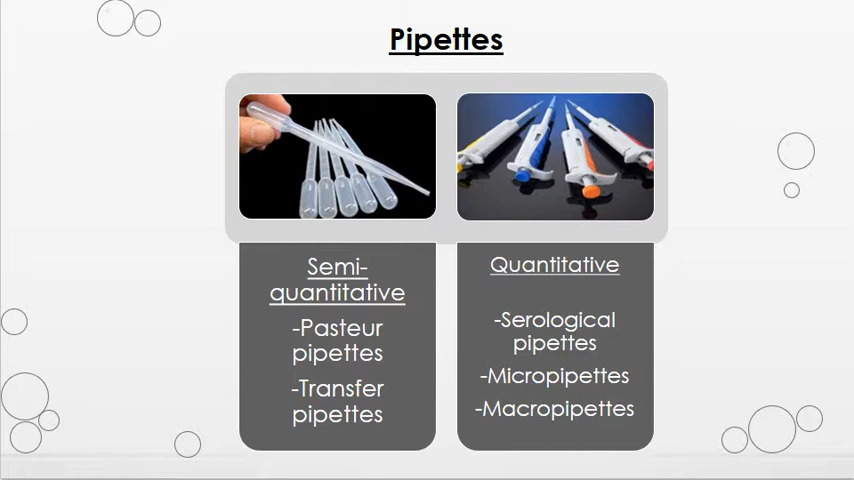 Pipettes
Semi-
quantitative
-Pasteur
pipettes
-Transfer
pipettes
Quantitative
-Serological
pipettes
-Micropipettes
-Macropipettes